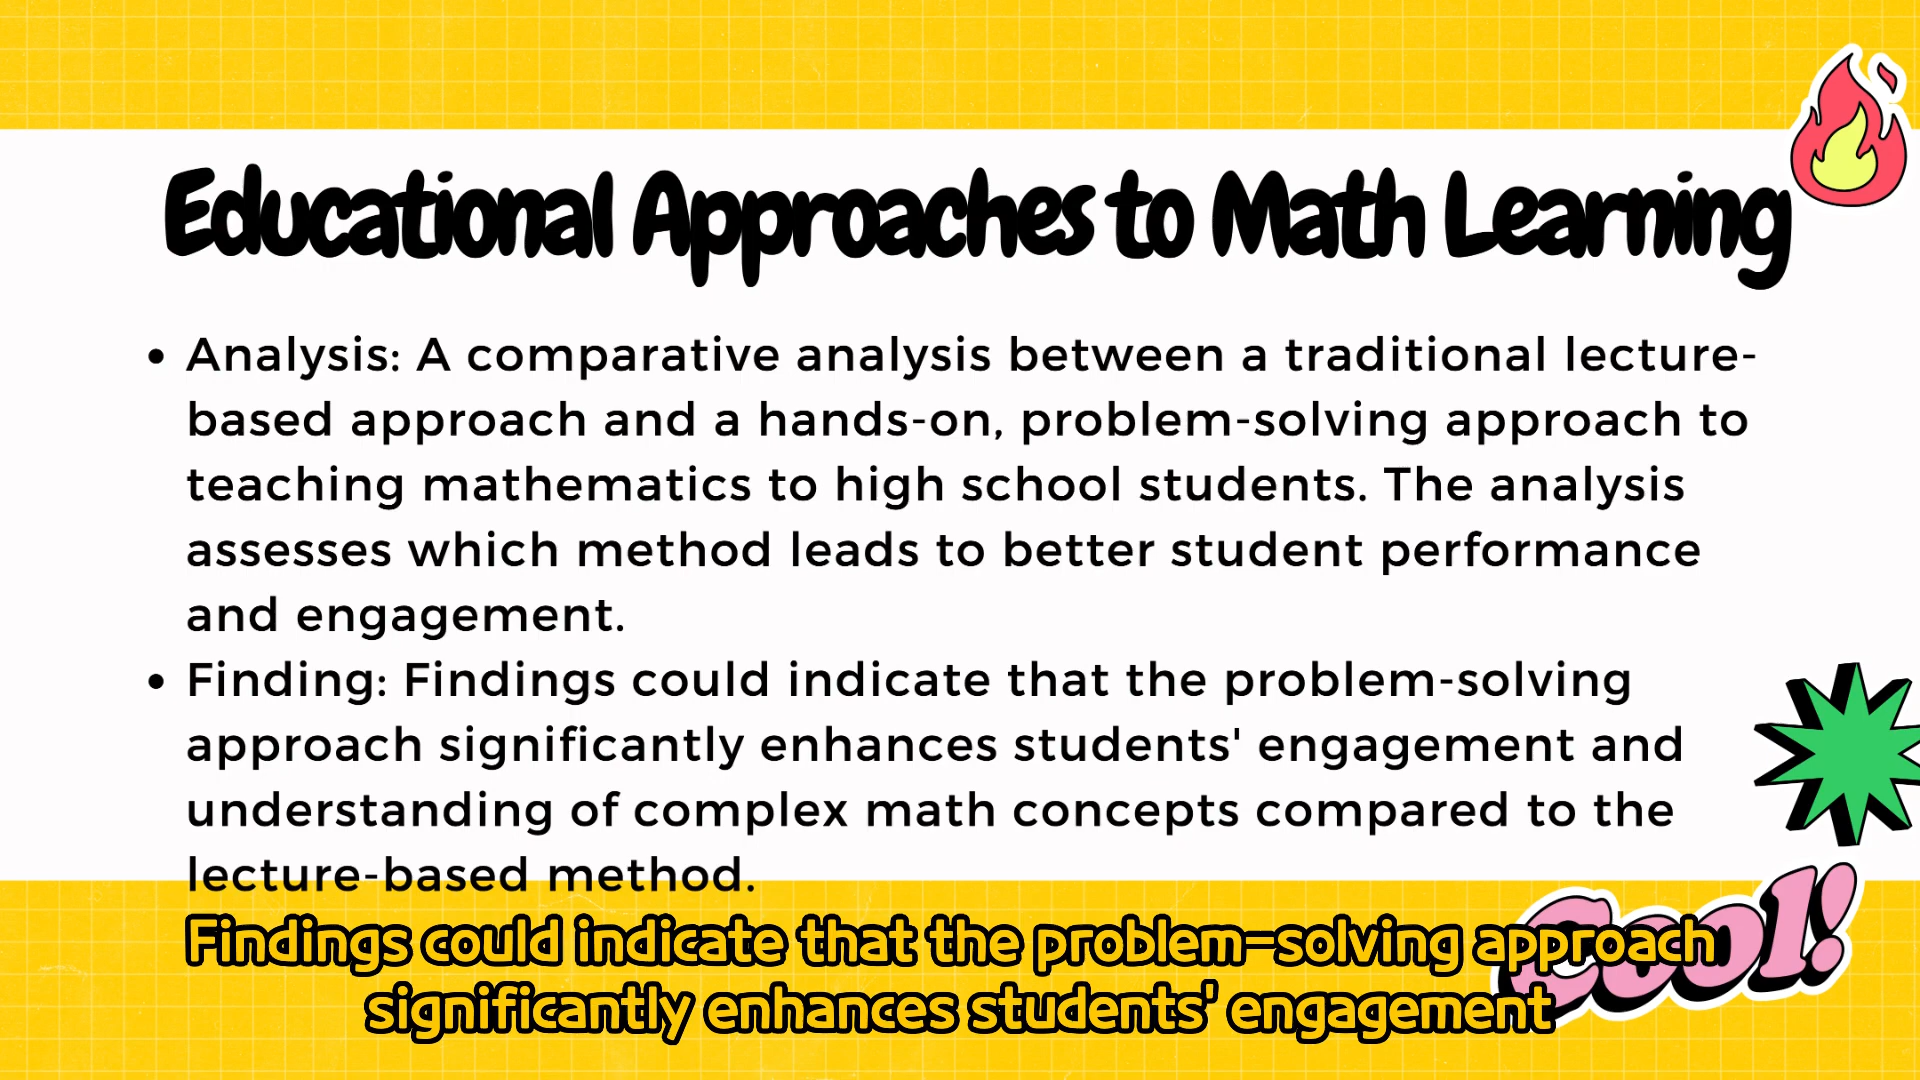 Educational Approaches to Math Learning
• Analysis: A comparative analysis between a traditional lecture-
based approach and a hands-on, problem-solving approach to
teaching mathematics to high school students. The analysis
assesses which method leads to better student performance
and engagement.
• Finding: Findings could indicate that the problem-solving
approach significantly enhances students' engagement and
understanding of complex math concepts compared to the
lecture-based method.
Cool!
Findings could indicate that the problem-solving approach
significantly enhances students' engagement